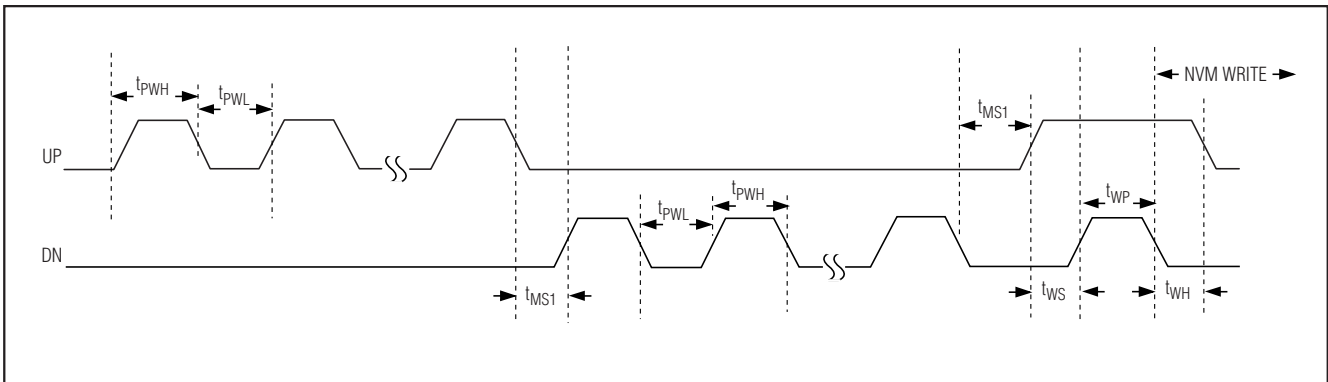 NVM WRITE
tPWH
tPWL
tMS1
UP
tPWL
tPWH
tWP
DN
tMS1
tWS
tWH